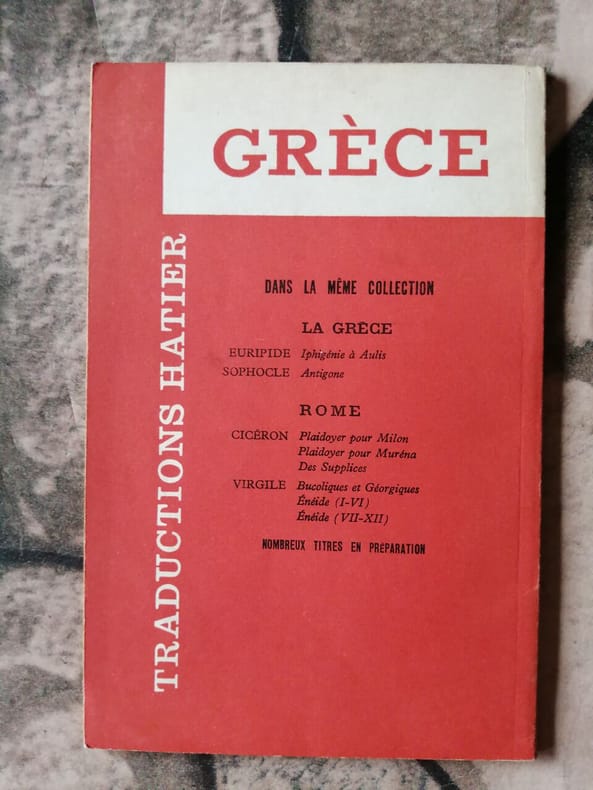 GRÈCE
TRADUCTIONS HATIER
DANS LA MÊME COLLECTION
LA GRÈCE
EURIPIDE Iphigénie à Aulis
SOPHOCLE Antigone
ROME
CICÉRON Plaidoyer pour Milon
Plaidoyer pour Muréna
Des Supplices
VIRGILE Bucoliques et Géorgiques
Énéide (I-VI)
Énéide (VII-XII)
NOMBREUX TITRES EN PRÉPARATION